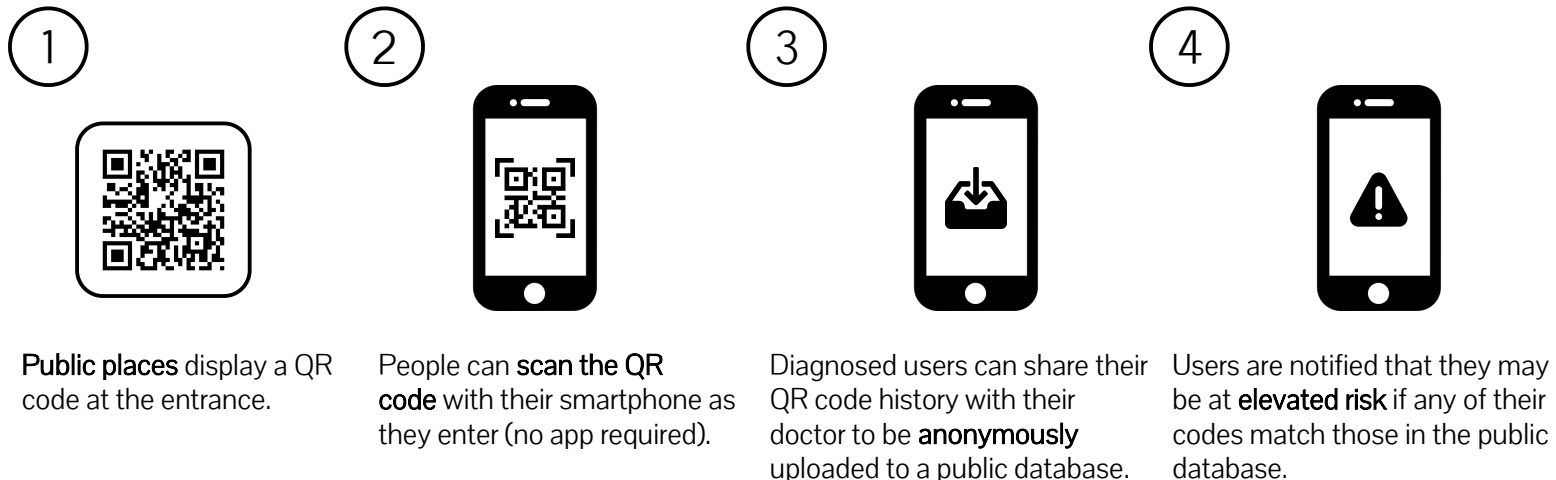 1
Public places display a QR
code at the entrance.
2
People can scan the QR
code with their smartphone as
they enter (no app required).
3
Diagnosed users can share their
QR code history with their
doctor to be anonymously
uploaded to a public database.
4
Users are notified that they may
be at elevated risk if any of their
codes match those in the public
database.